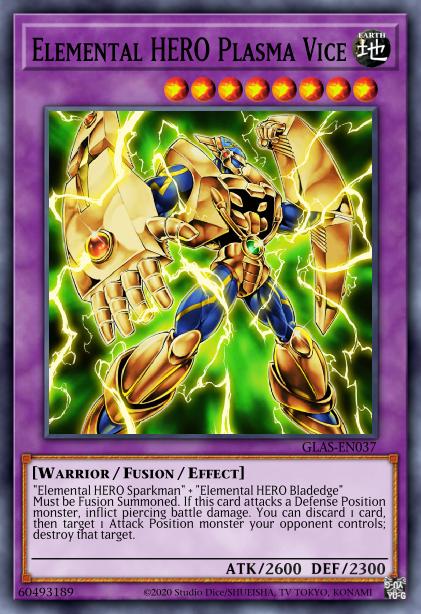 Elemental HERO Plasma Vice
EARTH
地
GLAS-EN037
[Warrior / Fusion / Effect]
"Elemental HERO Sparkman" + "Elemental HERO Bladedge"
Must be Fusion Summoned. If this card attacks a Defense Position
monster, inflict piercing battle damage. You can discard 1 card,
then target 1 Attack Position monster your opponent controls;
destroy that target.
ATK/2600 DEF/2300
60493189
©2020 Studio Dice/SHUEISHA, TV TOKYO, KONAMI